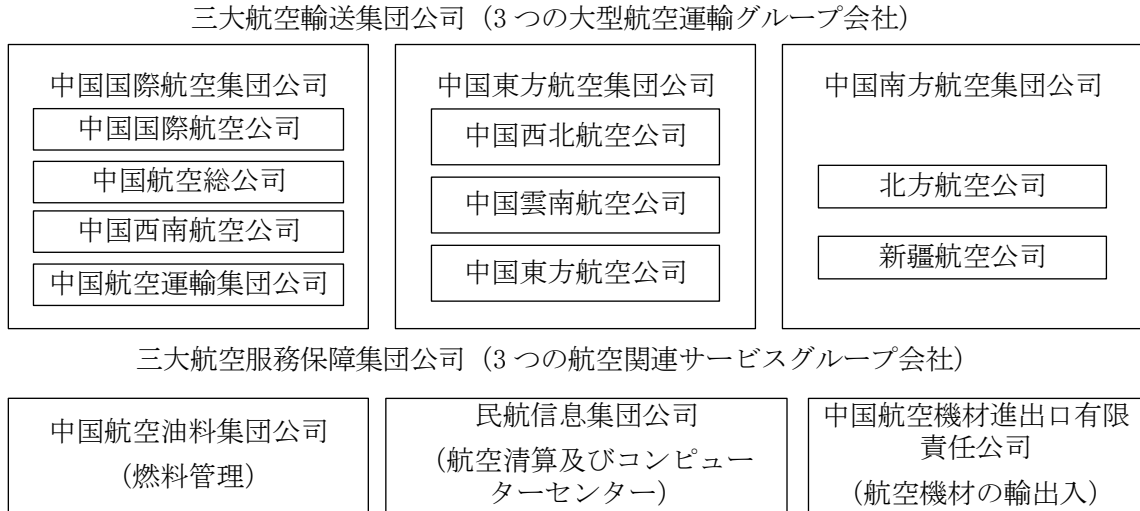 三大航空輸送集団公司（3 つの大型航空運輸グループ会社）
中国国際航空集団公司
中国国際航空公司
中国航空総公司
中国西南航空公司
中国航空運輸集団公司
中国東方航空集団公司
中国西北航空公司
中国雲南航空公司
中国東方航空公司
中国南方航空集団公司
北方航空公司
新疆航空公司
三大航空服務保障集団公司（3 つの航空関連サービスグループ会社）
中国航空油料集団公司
（燃料管理）
民航信息集団公司
（航空清算及びコンピュー
ターセンター）
中国航空機材進出口有限
責任公司
（航空機材の輸出入）